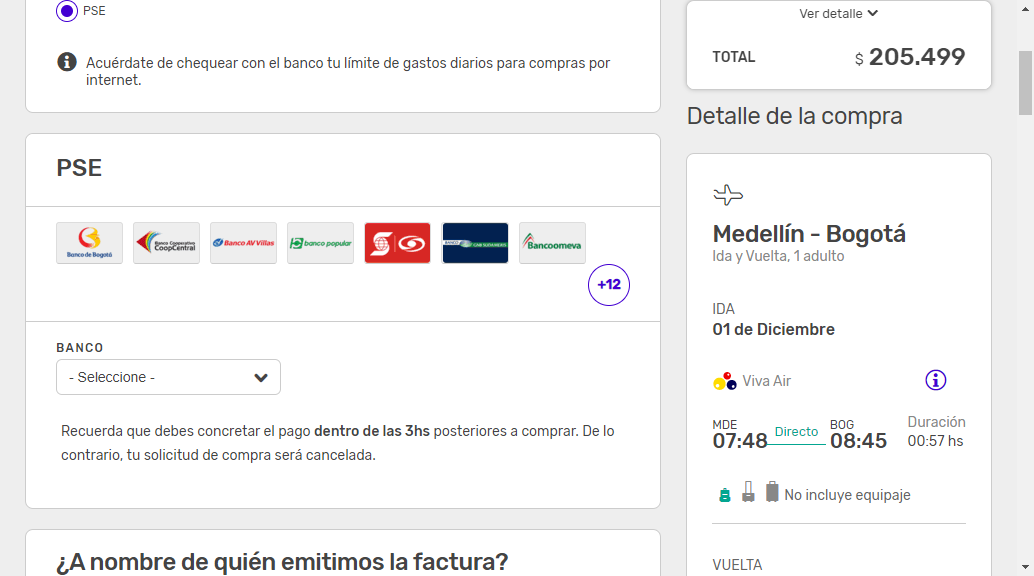 PSE
Acuérdate de chequear con el banco tu límite de gastos diarios para compras por
internet.
PSE
Banco de Bogotá
Banco Cooperativo
CoopCentral
Banco AV Villas
banco popular
Bancoomeva
+12
BANCO
- Seleccione -
Recuerda que debes concretar el pago dentro de las 3hs posteriores a comprar. De lo
contrario, tu solicitud de compra será cancelada.
¿A nombre de quién emitimos la factura?
Ver detalle
TOTAL
$ 205.499
Detalle de la compra
Medellín - Bogotá
Ida y Vuelta, 1 adulto
IDA
01 de Diciembre
Viva Air
MDE
07:48
Directo
BOG
08:45
Duración
00:57 hs
No incluye equipaje
VUELTA